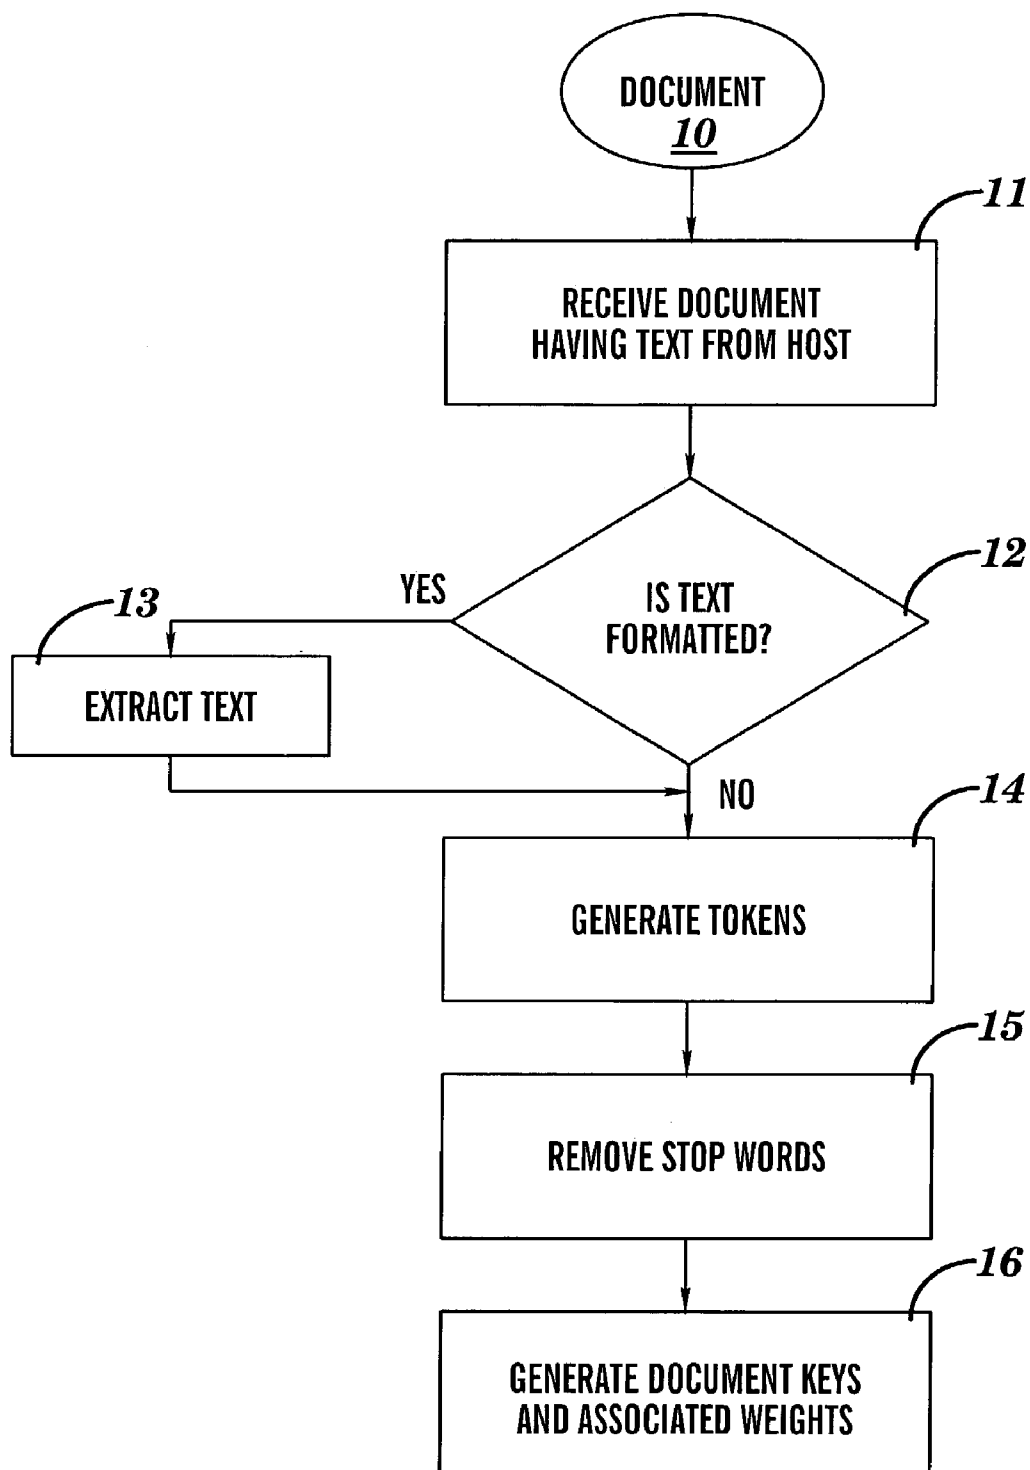 DOCUMENT
10
11
RECEIVE DOCUMENT
HAVING TEXT FROM HOST
12
IS TEXT
FORMATTED?
YES
13
EXTRACT TEXT
NO
14
GENERATE TOKENS
15
REMOVE STOP WORDS
16
GENERATE DOCUMENT KEYS
AND ASSOCIATED WEIGHTS